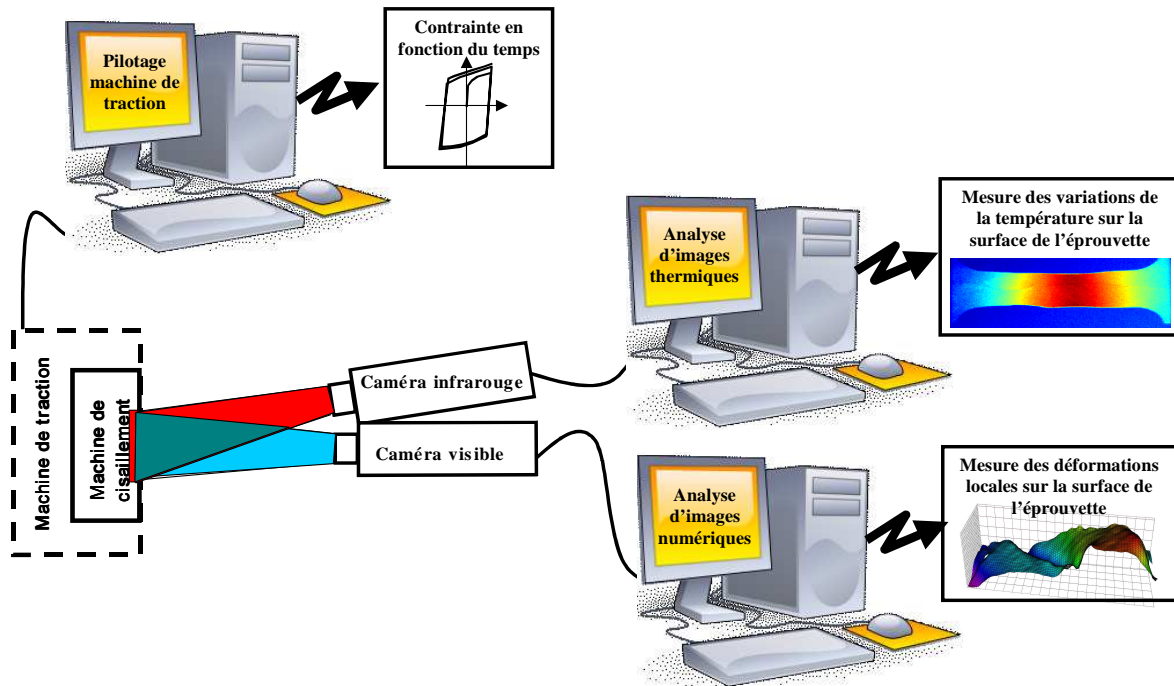 Pilotage
machine de
traction
Contrainte en
fonction du temps
Analyse
d'images
thermiques
Mesure des variations de
la température sur la
surface de l'éprouvette
Machine de traction
Machine de
cisaillement
Caméra infrarouge
Caméra visible
Analyse
d'images
numériques
Mesure des déformations
locales sur la surface de
l'éprouvette